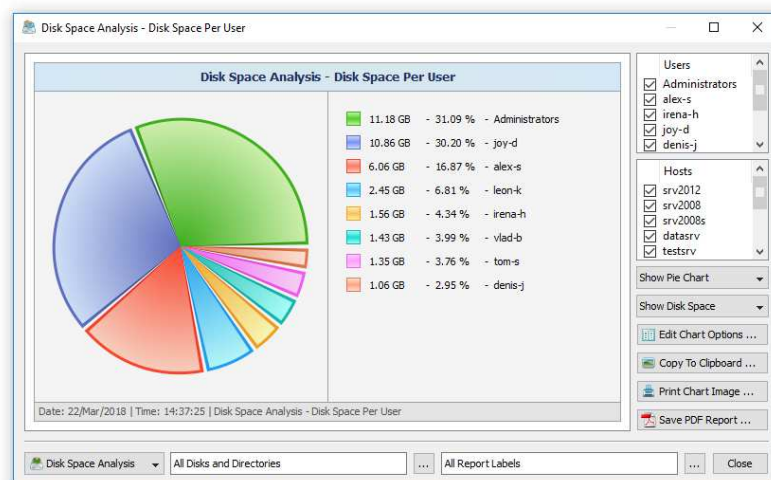 Disk Space Analysis - Disk Space Per User
Disk Space Analysis - Disk Space Per User
11.18 GB - 31.09 % - Administrators
10.86 GB - 30.20 % - joy-d
6.06 GB - 16.87 % - alex-s
2.45 GB - 6.81 % - leon-k
1.56 GB - 4.34 % - irena-h
1.43 GB - 3.99 % - vlad-b
1.35 GB - 3.76 % - tom-s
1.06 GB - 2.95 % - denis-j
Date: 22/Mar/2018 | Time: 14:37:25 | Disk Space Analysis - Disk Space Per User
Users
Administrators
alex-s
irena-h
joy-d
denis-j
Hosts
srv2012
srv2008
srv2008s
datasrv
testsrv
Show Pie Chart
Show Disk Space
Edit Chart Options ...
Copy To Clipboard ...
Print Chart Image ...
Save PDF Report ...
Disk Space Analysis All Disks and Directories ... All Report Labels ... Close